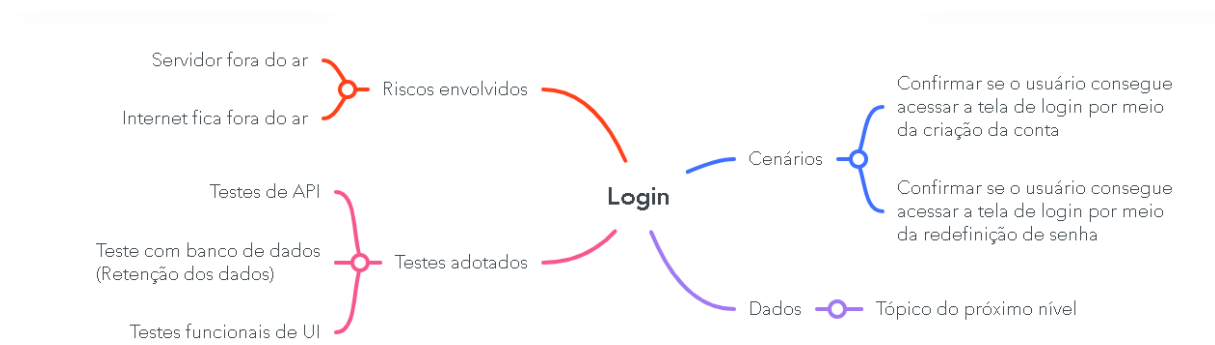 Servidor fora do ar
Riscos envolvidos
Internet fica fora do ar
Testes de API
Teste com banco de dados
(Retenção dos dados)
Testes adotados
Testes funcionais de UI
Login
Cenários
Confirmar se o usuário consegue
acessar a tela de login por meio
da criação da conta
Confirmar se o usuário consegue
acessar a tela de login por meio
da redefinição de senha
Dados
Tópico do próximo nível